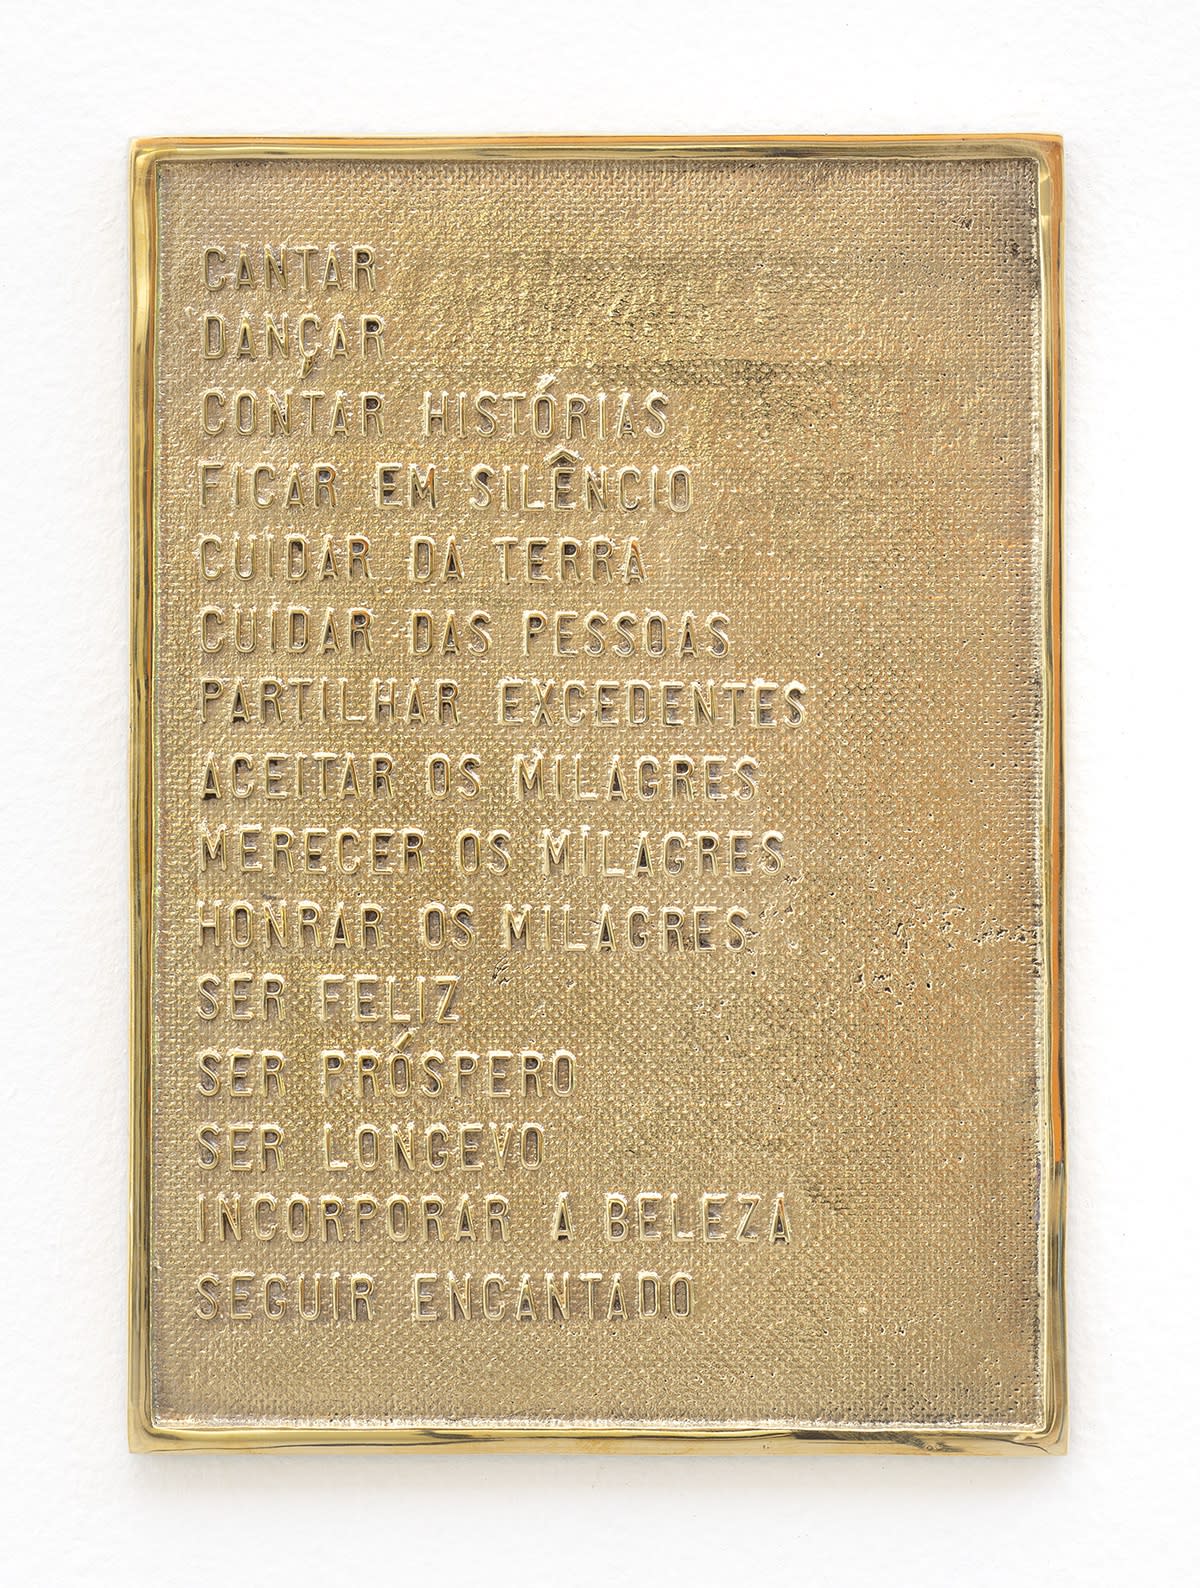 CANTAR
DANÇAR
CONTAR HISTÓRIAS
FICAR EM SILÊNCIO
CUIDAR DA TERRA
CUIDAR DAS PESSOAS
PARTILHAR EXCEDENTES
ACEITAR OS MILAGRES
MERECER OS MILAGRES
HONRAR OS MILAGRES
SER FELIZ
SER PRÓSPERO
SER LONGEVO
INCORPORAR A BELEZA
SEGUIR ENCANTADO